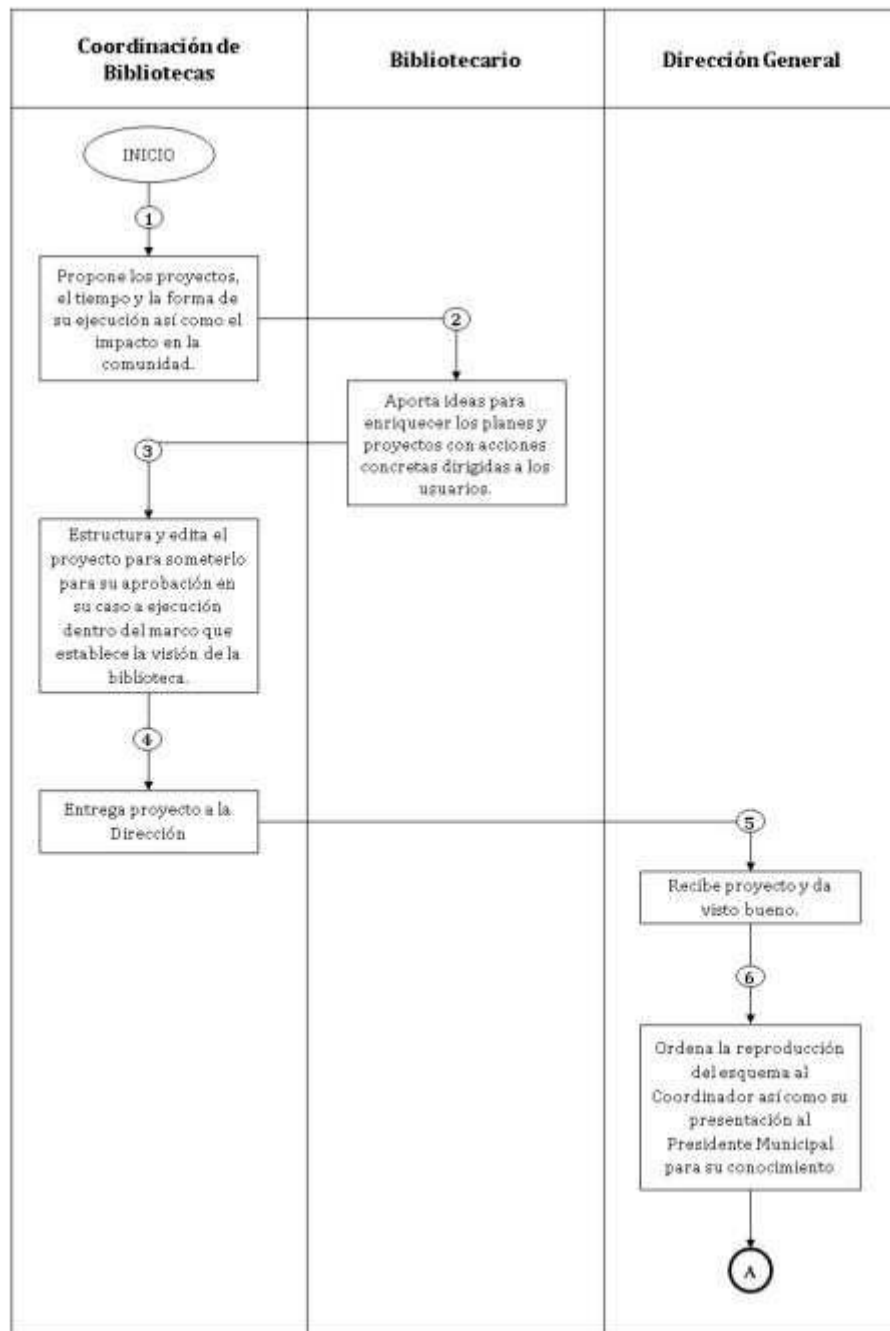 Coordinación de
Bibliotecas
Bibliotecario
Dirección General
INICIO
1
Propone los proyectos,
el tiempo y la forma de
su ejecución así como el
impacto en la
comunidad.
2
Aporta ideas para
enriquecer los planes y
proyectos con acciones
concretas dirigidas a los
usuarios.
3
Estructura y edita el
proyecto para someterlo
para su aprobación en
su caso a ejecución
dentro del marco que
establece la visión de la
biblioteca.
4
Entrega proyecto a la
Dirección
5
Recibe proyecto y da
visto bueno.
6
Ordena la reproducción
del esquema al
Coordinador así como su
presentación al
Presidente Municipal
para su conocimiento
A